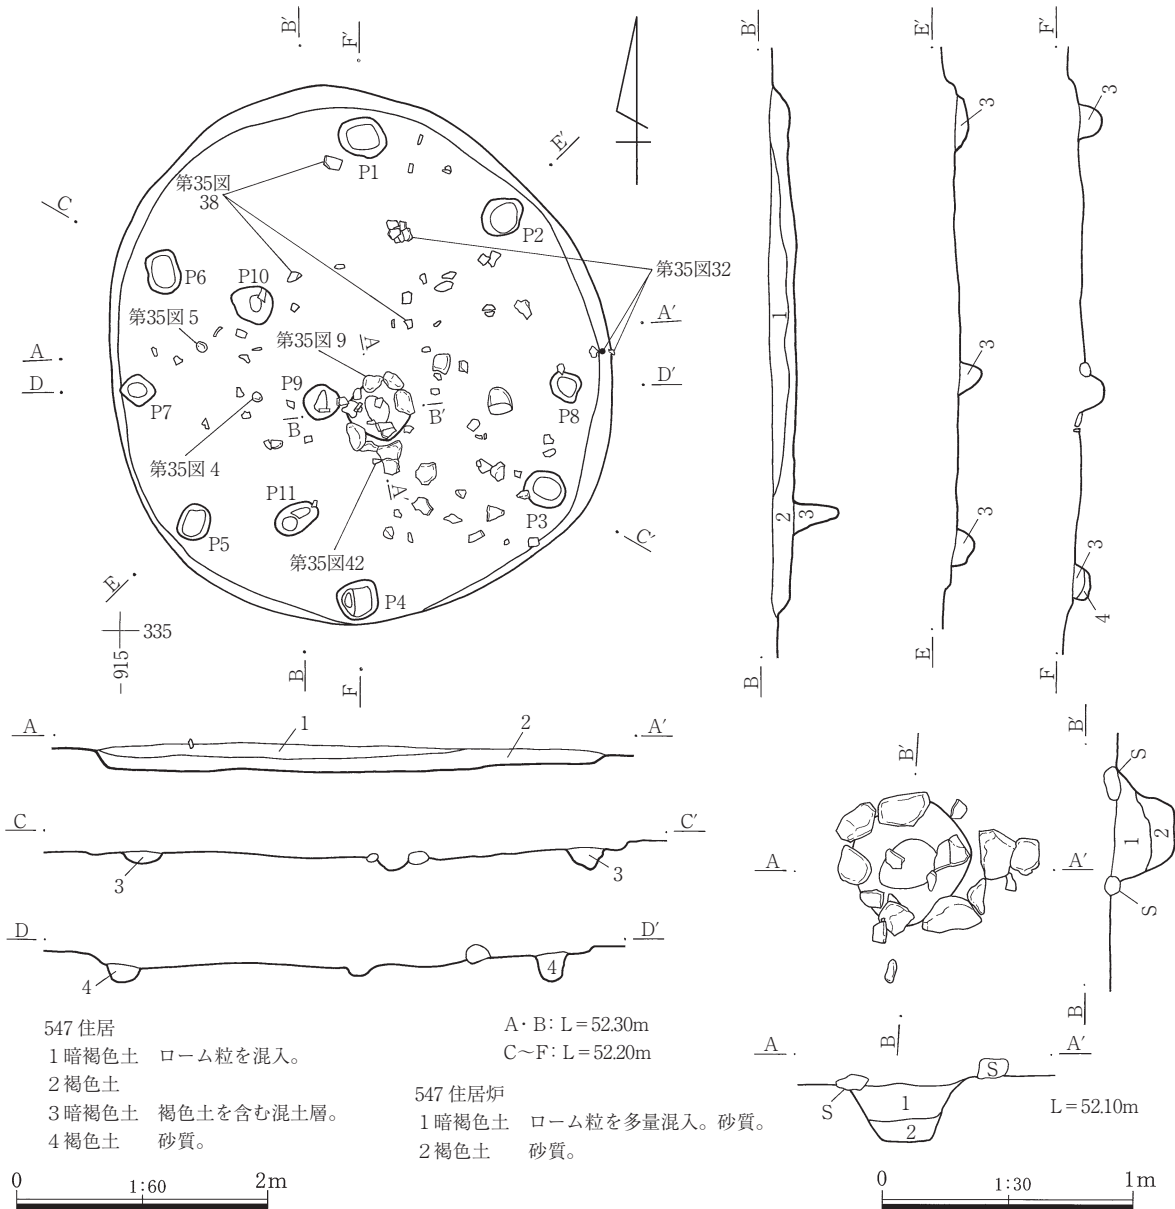 B′
F′
E′
C
第35図
38
P1
P2
第35図32
P6
P10
第35図 5
第35図 9
A′
A
A′
D
D′
P9
P7
P8
B
B′
第35図 4
P11
A
P3
P5
C′
第35図42
P4
E
335
-915
B
F
B′
E′
F′
1
2
3
3
3
3
3
3
4
B
E
F
A
1
2
A′
C
C′
3
3
D
D′
4
4
B′
A
A′
B
B′
S
1
2
S
B
A
A′
S
S
1
2
L＝52.10m
547 住居
1 暗褐色土　ローム粒を混入。
2 褐色土
3 暗褐色土　褐色土を含む混土層。
4 褐色土　　砂質。
A・B: L＝52.30m
C～F: L＝52.20m
547 住居炉
1 暗褐色土　ローム粒を多量混入。砂質。
2 褐色土　　砂質。
0
1:60
2m
0
1:30
1m